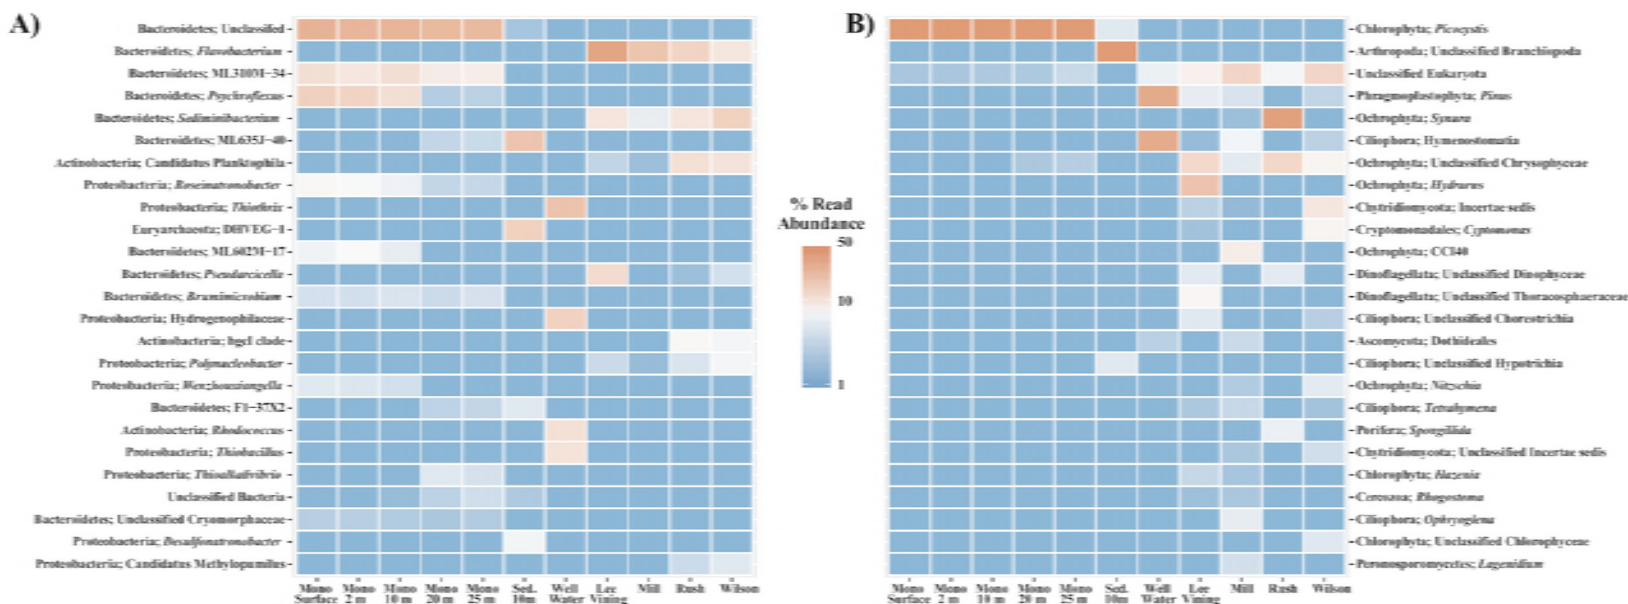 A)
Bacteroidetes; Unclassifed
Bacteroidetes; Flavobacterium
Bacteroidetes; ML310M-34
Bacteroidetes; Psychroflexus
Bacteroidetes; Sediminibacterium
Bacteroidetes; ML635J-40
Actinobacteria; Candidatus Planktophila
Proteobacteria; Roseinatronobacter
Proteobacteria; Thiothrix
Euryarchaeota; DHVEG-1
Bacteroidetes; ML602M-17
Bacteroidetes; Pseudarcicella
Bacteroidetes; Brumimicrobium
Proteobacteria; Hydrogenophilaceae
Actinobacteria; hgcI clade
Proteobacteria; Polynucleobacter
Proteobacteria; Wenzhouxiangella
Bacteroidetes; F1-37X2
Actinobacteria; Rhodococcus
Proteobacteria; Thiobacillus
Proteobacteria; Thioalkalivibrio
Unclassified Bacteria
Bacteroidetes; Unclassified Cryomorphaceae
Proteobacteria; Desulfonatronobacter
Proteobacteria; Candidatus Methylopumilus
Mono Surface
Mono 2 m
Mono 10 m
Mono 20 m
Mono 25 m
Sed. 10m
Well Water
Lee Vining
Mill
Rush
Wilson
% Read
Abundance
50
10
1
B)
Chlorophyta; Picocystis
Arthropoda; Unclassified Branchiopoda
Unclassified Eukaryota
Phragmoplastophyta; Pinus
Ochrophyta; Synura
Ciliophora; Hymenostomatia
Ochrophyta; Unclassified Chrysophyceae
Ochrophyta; Hydrurus
Chytridiomycota; Incertae sedis
Cryptomonadales; Cyptomonas
Ochrophyta; CCI40
Dinoflagellata; Unclassified Dinophyceae
Dinoflagellata; Unclassified Thoracosphaeraceae
Ciliophora; Unclassified Choreotrichia
Ascomycota; Dothideales
Ciliophora; Unclassified Hypotrichia
Ochrophyta; Nitzschia
Ciliophora; Tetrahymena
Porifera; Spongillida
Chytridiomycota; Unclassified Incertae sedis
Chlorophyta; Hazenia
Cercozoa; Rhogostoma
Ciliophora; Ophryoglena
Chlorophyta; Unclassified Chlorophyceae
Peronosporomycetes; Lagenidium
Mono Surface
Mono 2 m
Mono 10 m
Mono 20 m
Mono 25 m
Sed. 10m
Well Water
Lee Vining
Mill
Rush
Wilson